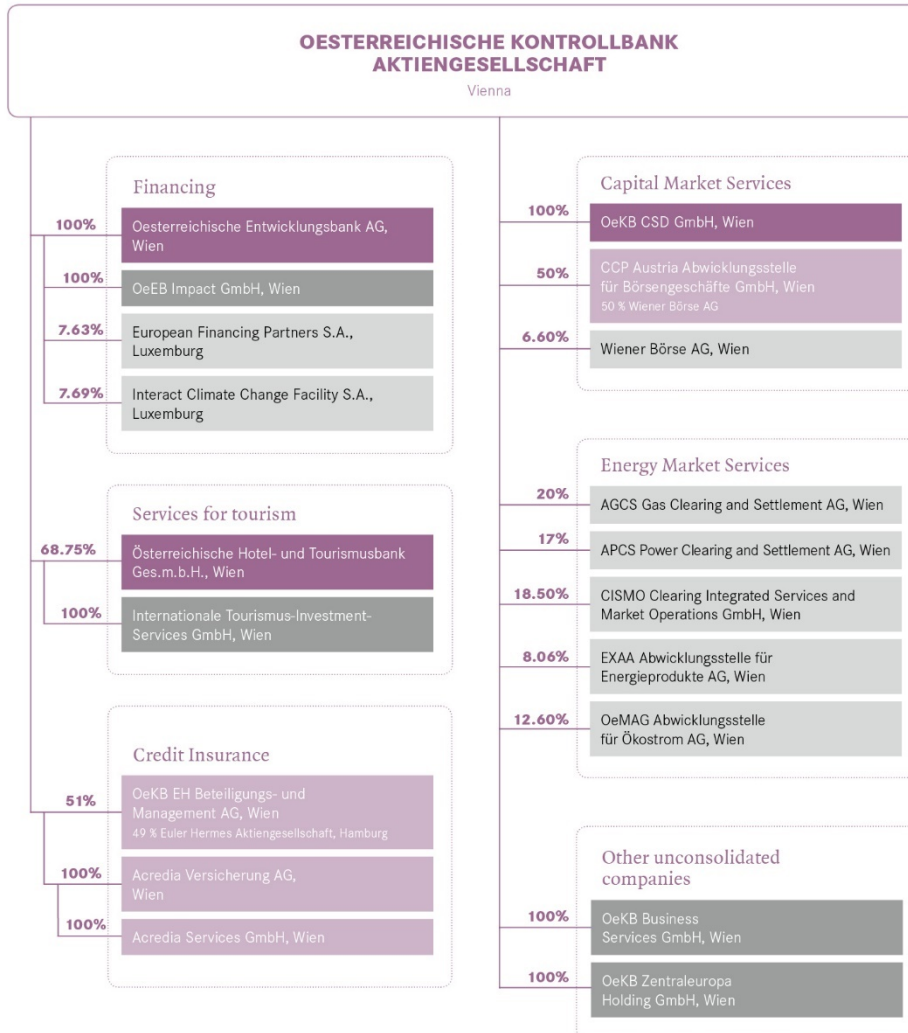 OESTERREICHISCHE KONTROLLBANK
AKTIENGESELLSCHAFT
Vienna
Financing
100%
Oesterreichische Entwicklungsbank AG,
Wien
100%
OeEB Impact GmbH, Wien
7.63%
European Financing Partners S.A.,
Luxemburg
7.69%
Interact Climate Change Facility S.A.,
Luxemburg
Services for tourism
68.75%
Österreichische Hotel- und Tourismusbank
Ges.m.b.H., Wien
100%
Internationale Tourismus-Investment-
Services GmbH, Wien
Credit Insurance
51%
OeKB EH Beteiligungs- und
Management AG, Wien
49 % Euler Hermes Aktiengesellschaft, Hamburg
100%
Acredia Versicherung AG,
Wien
100%
Acredia Services GmbH, Wien
Capital Market Services
100%
OeKB CSD GmbH, Wien
50%
CCP Austria Abwicklungsstelle
für Börsengeschäfte GmbH, Wien
50 % Wiener Börse AG
6.60%
Wiener Börse AG, Wien
Energy Market Services
20%
AGCS Gas Clearing and Settlement AG, Wien
17%
APCS Power Clearing and Settlement AG, Wien
18.50%
CISMO Clearing Integrated Services and
Market Operations GmbH, Wien
8.06%
EXAA Abwicklungsstelle für
Energieprodukte AG, Wien
12.60%
OeMAG Abwicklungsstelle
für Ökostrom AG, Wien
Other unconsolidated
companies
100%
OeKB Business
Services GmbH, Wien
100%
OeKB Zentraleuropa
Holding GmbH, Wien